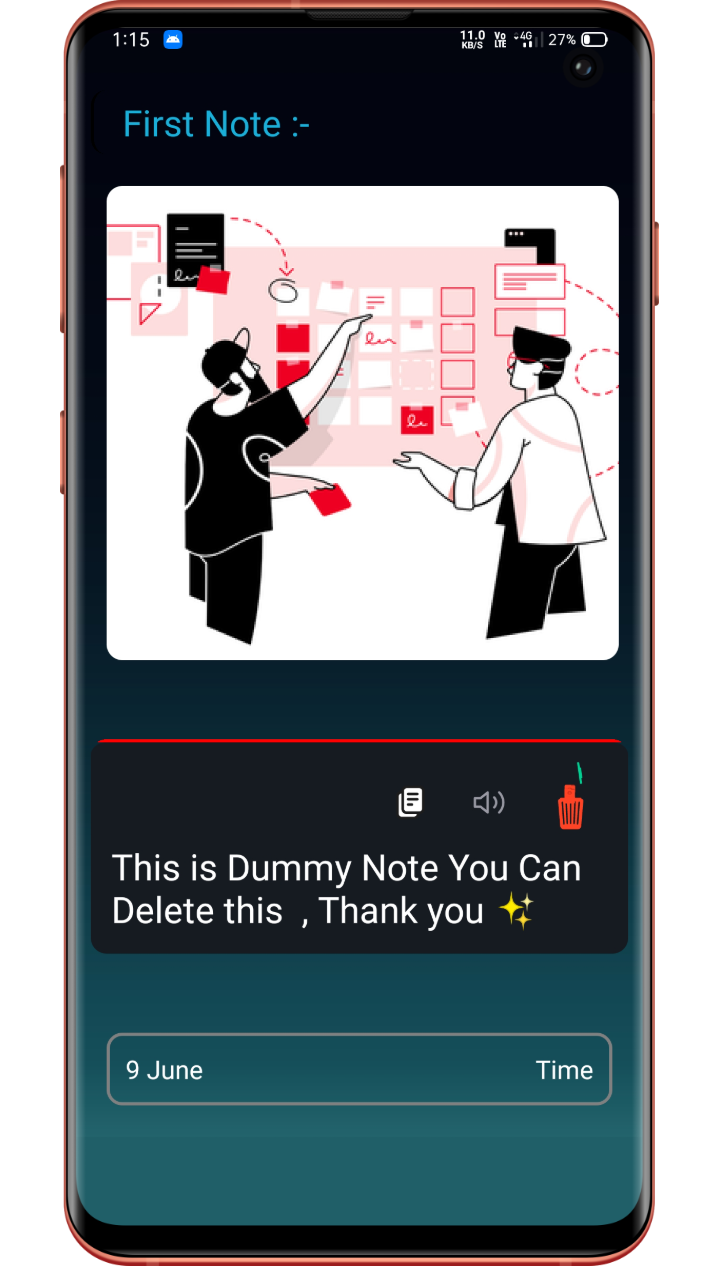 1:15
11.0
KB/S
Vo
LTE
4G
27%
First Note :-
This is Dummy Note You Can
Delete this , Thank you ✨
9 June
Time